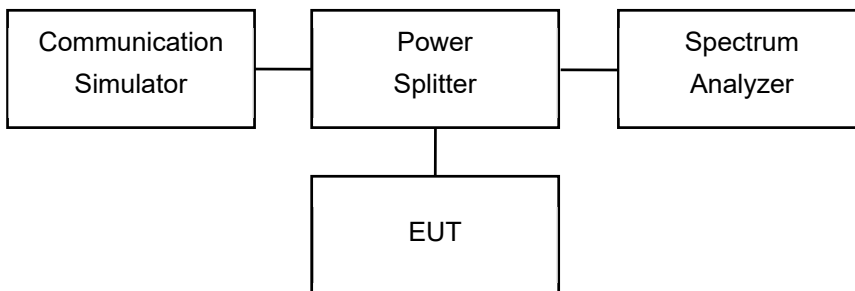 Communication
Simulator
Power
Splitter
Spectrum
Analyzer
EUT